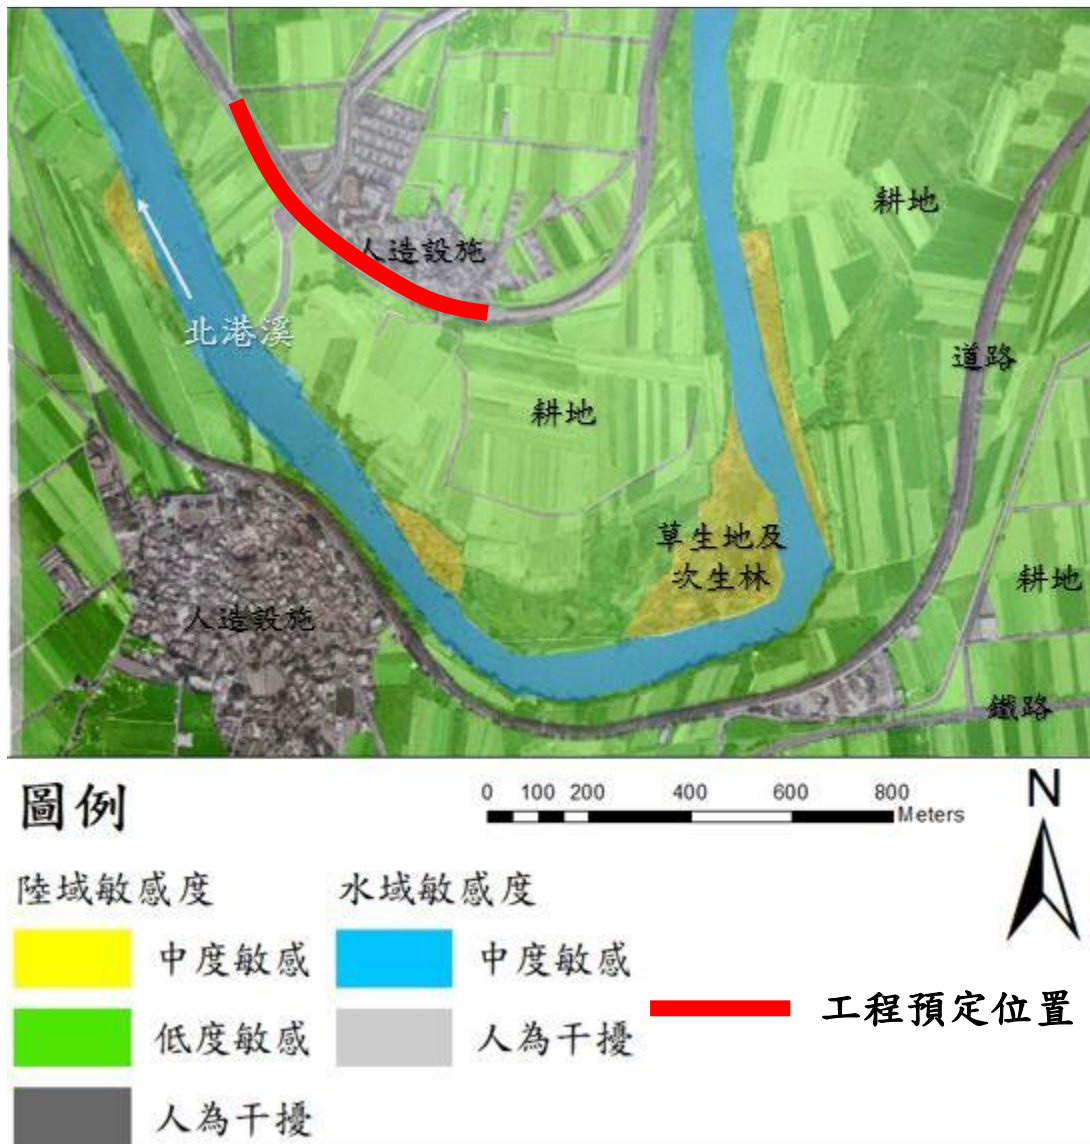 耕地
人造設施
北港溪
道路
耕地
草生地及
次生林
耕地
人造設施
鐵路
圖例
0 100 200 400 600 800
Meters
N
陸域敏感度
水域敏感度
中度敏感
中度敏感
低度敏感
人為干擾
工程預定位置
人為干擾